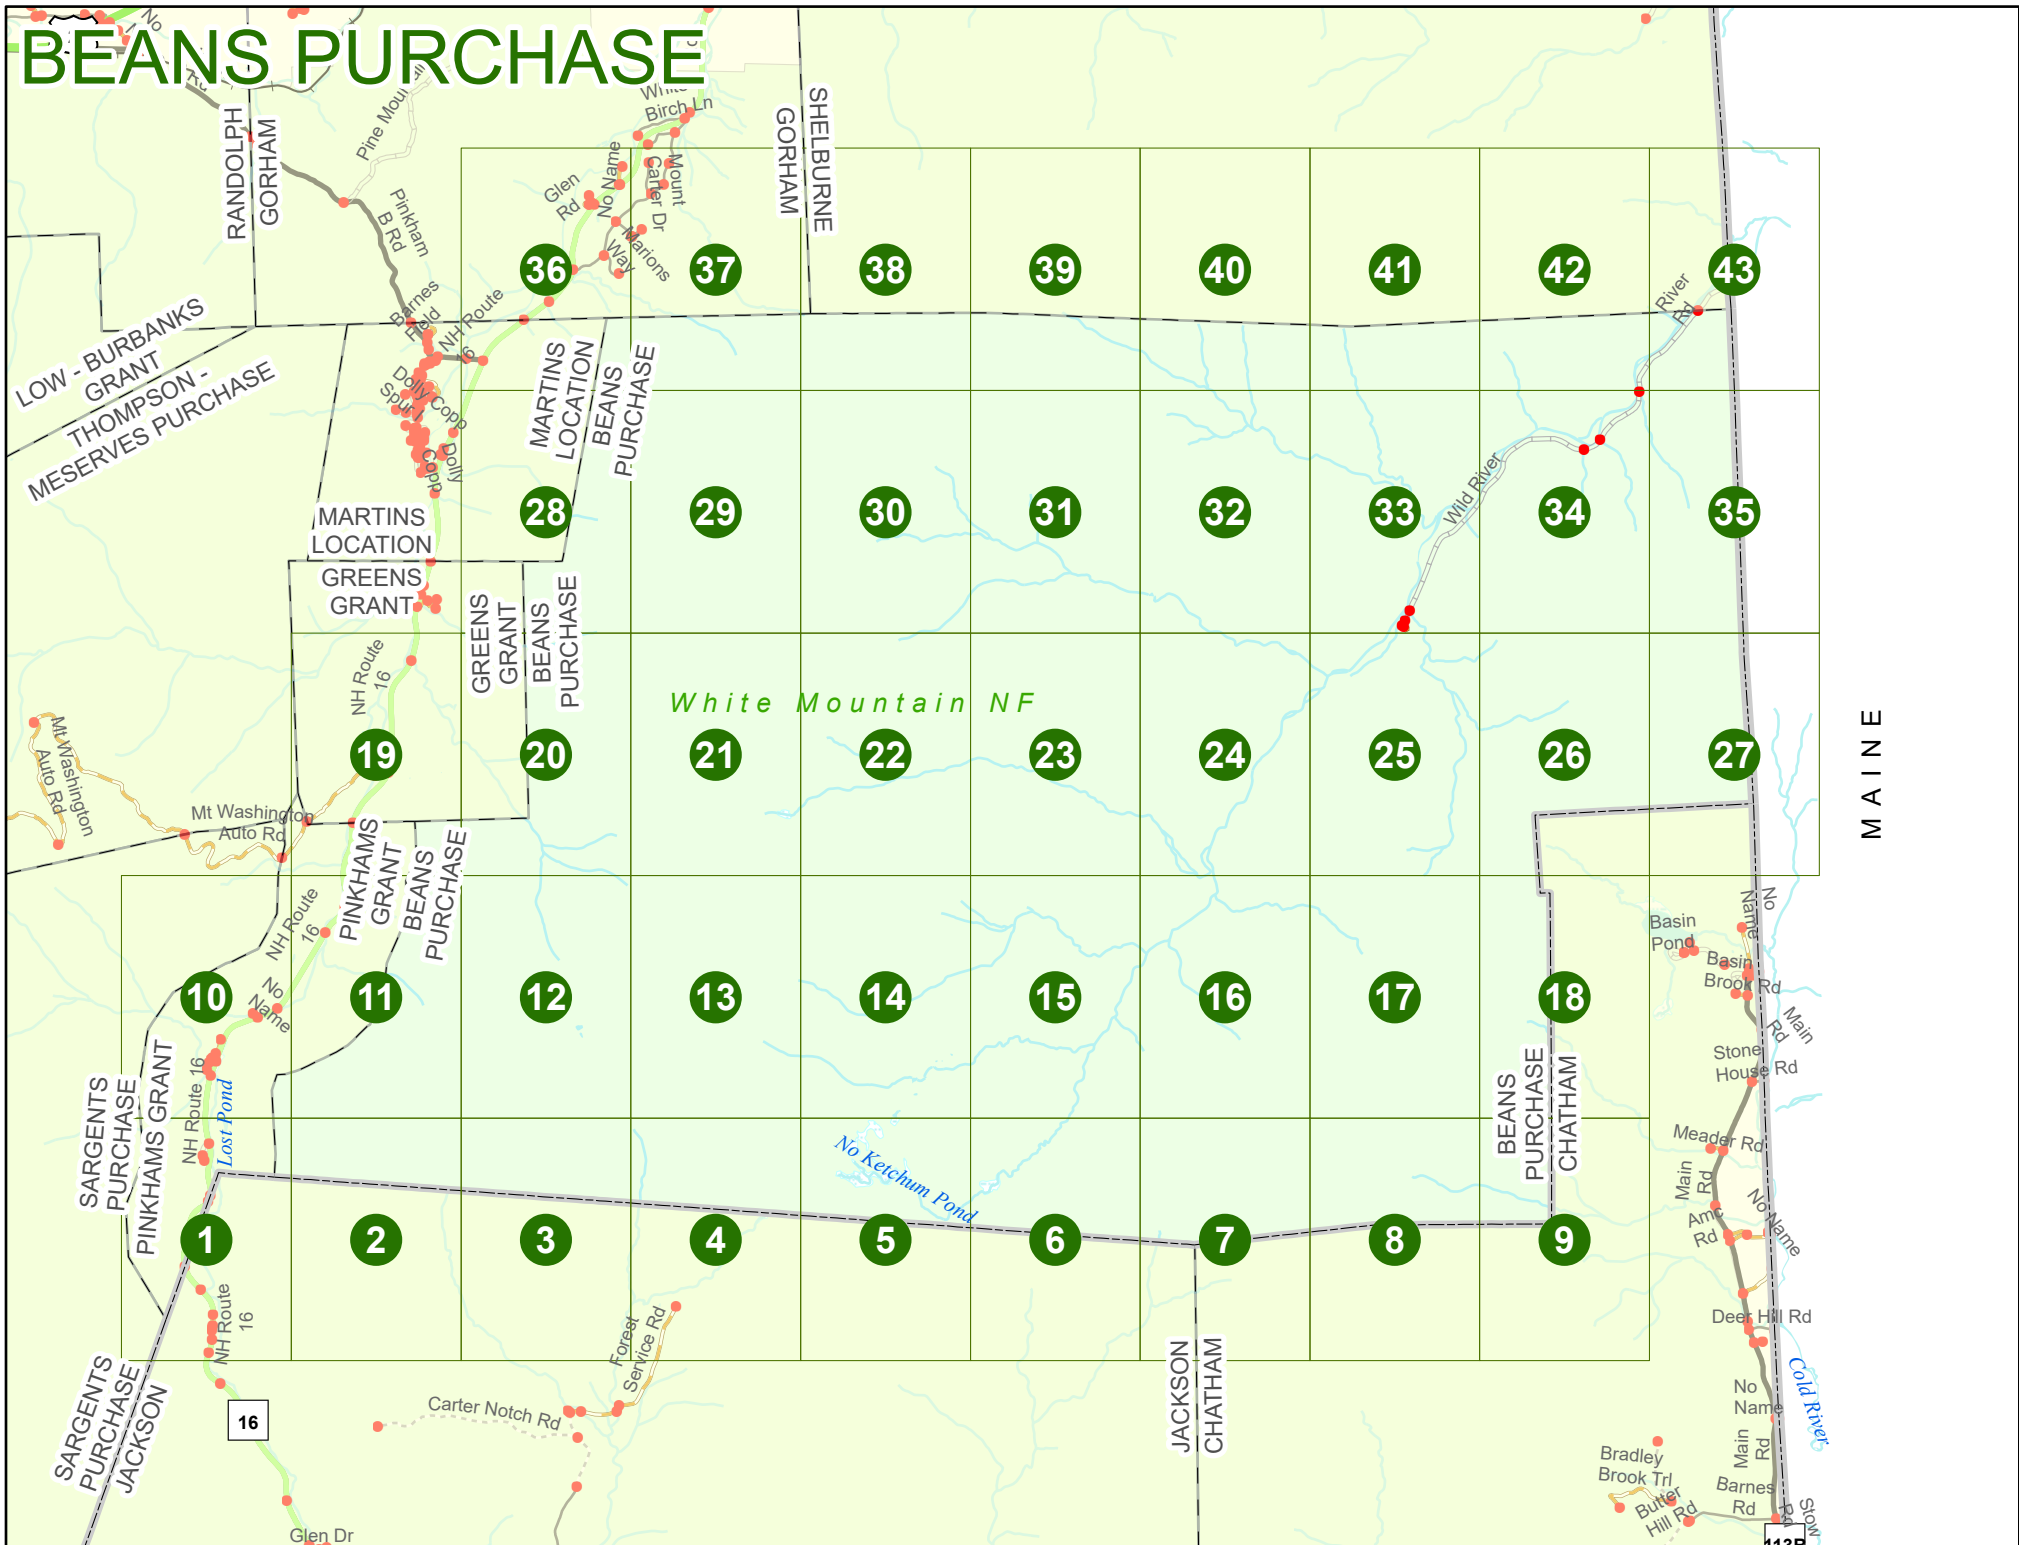 BEANS PURCHASE
No
Rd
Pine Mou
White
Birch Ln
RANDOLPH
GORHAM
GORHAM
SHELBURNE
Pinkham
B Rd
Glen
Rd
No Name
Carter Dr
Mount
Marions
Way
36
37
38
39
40
41
42
43
River
Rd
Barnes
Field
NH Route
16
LOW - BURBANKS
GRANT
THOMPSON -
MESERVES PURCHASE
Dolly Copp
Spur
Dolly
Copp
MARTINS
LOCATION
BEANS
PURCHASE
Wild River
28
29
30
31
32
33
34
35
MARTINS
LOCATION
GREENS
GRANT
GREENS
GRANT
BEANS
PURCHASE
NH Route
16
White Mountain NF
MAINE
Mt Washington
Auto Rd
19
20
21
22
23
24
25
26
27
Mt Washington
Auto Rd
PINKHAMS
GRANT
BEANS
PURCHASE
NH Route
16
No
Name
10
11
12
13
14
15
16
17
18
Basin
Pond
No
Name
Basin
Brook Rd
Main
Rd
Stone
House Rd
SARGENTS
PURCHASE
PINKHAMS GRANT
NH Route 16
Lost Pond
No Ketchum Pond
BEANS
PURCHASE
CHATHAM
Meader Rd
Main
Rd
Amc
Rd
No Name
1
2
3
4
5
6
7
8
9
NH Route
16
Forest
Service Rd
Deer Hill Rd
Cold River
SARGENTS
PURCHASE
JACKSON
16
Carter Notch Rd
JACKSON
CHATHAM
No
Name
Main
Rd
Bradley
Brook Trl
Butter
Hill Rd
Barnes
Rd
Stow
Rd
Glen Dr
113B